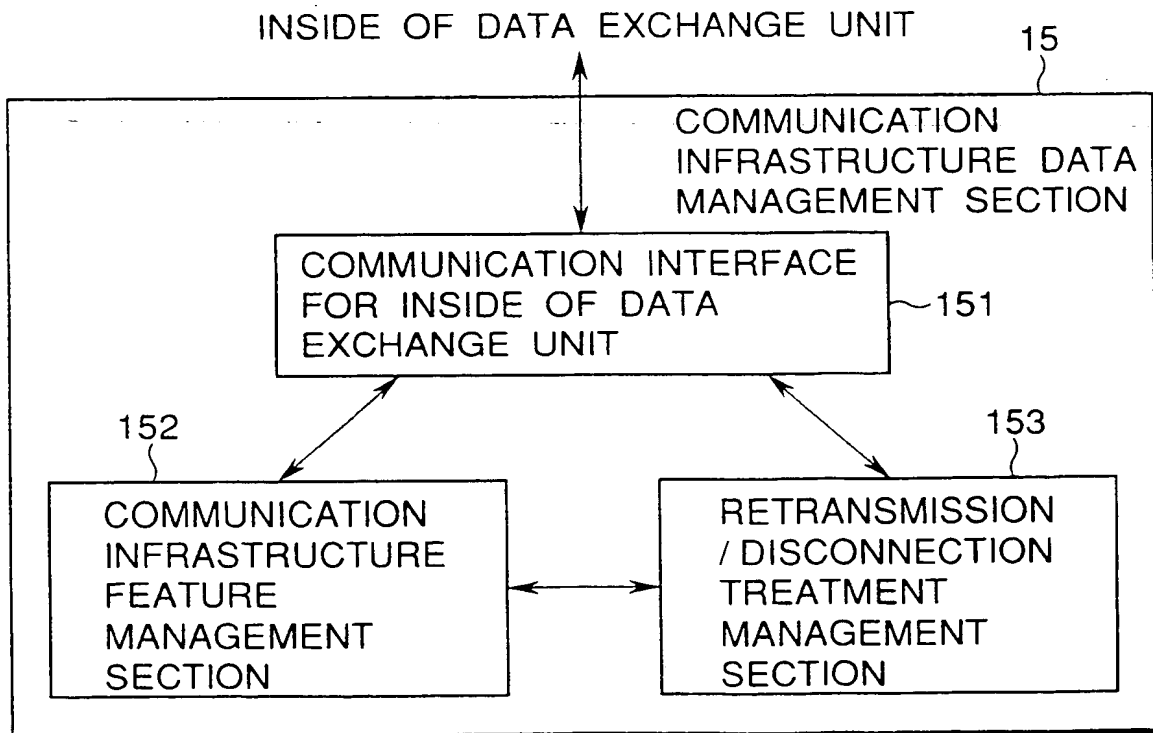 INSIDE OF DATA EXCHANGE UNIT
15
COMMUNICATION
INFRASTRUCTURE DATA
MANAGEMENT SECTION
COMMUNICATION INTERFACE
FOR INSIDE OF DATA
EXCHANGE UNIT
151
152
153
COMMUNICATION
INFRASTRUCTURE
FEATURE
MANAGEMENT
SECTION
RETRANSMISSION
/ DISCONNECTION
TREATMENT
MANAGEMENT
SECTION